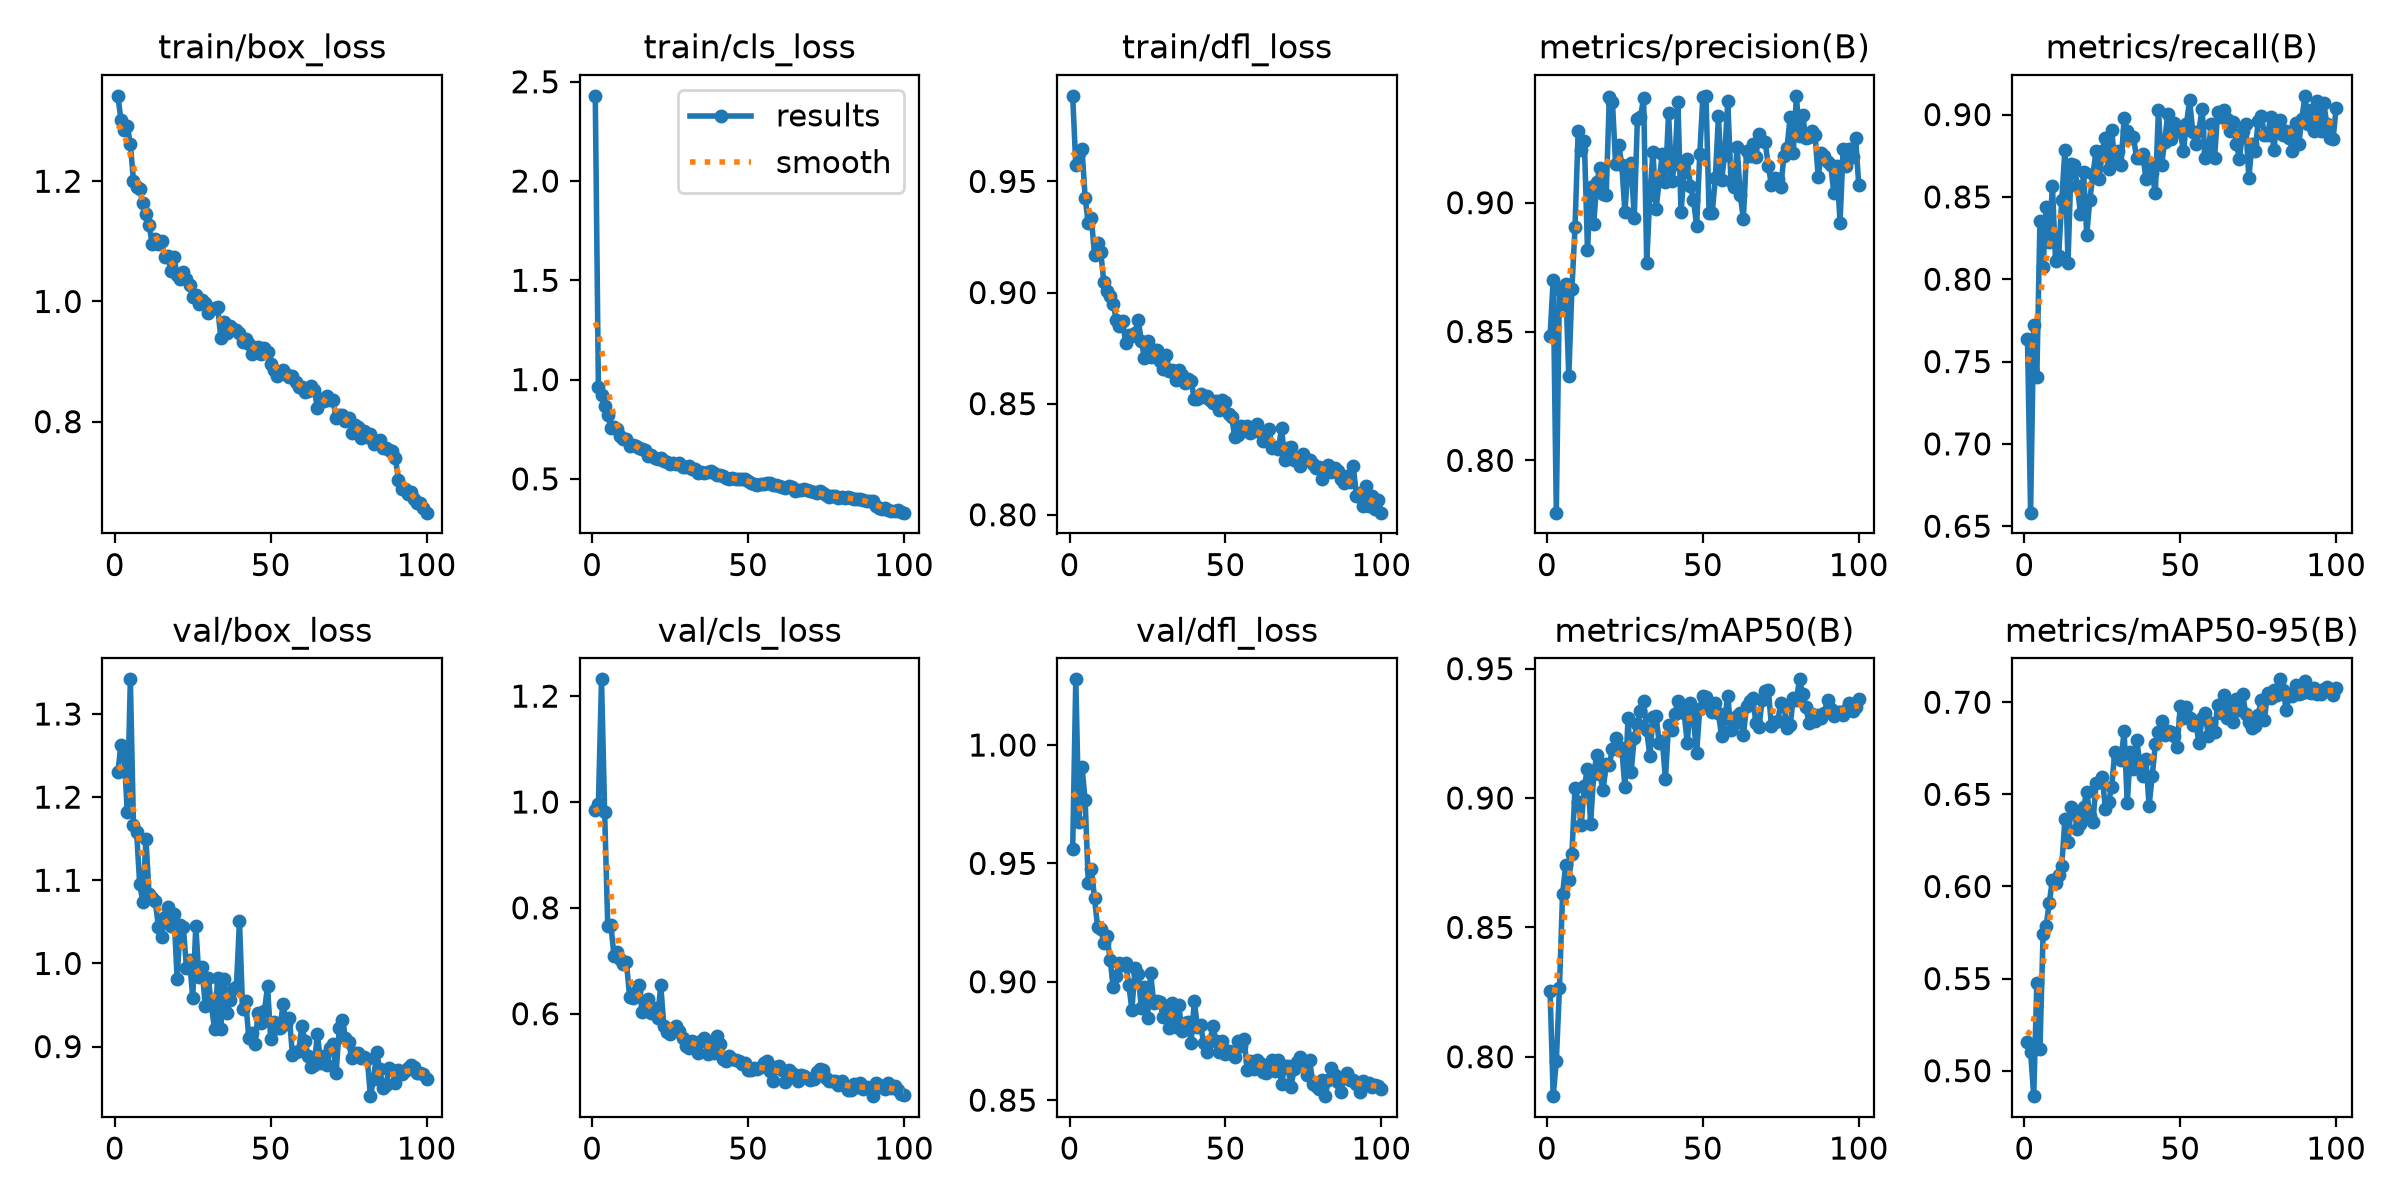 train/box_loss
1.2
1.0
0.8
0 50 100
train/cls_loss
results
smooth
2.5
2.0
1.5
1.0
0.5
0 50 100
train/dfl_loss
0.95
0.90
0.85
0.80
0 50 100
metrics/precision(B)
0.90
0.85
0.80
0 50 100
metrics/recall(B)
0.90
0.85
0.80
0.75
0.70
0.65
0 50 100
val/box_loss
1.3
1.2
1.1
1.0
0.9
0 50 100
val/cls_loss
1.2
1.0
0.8
0.6
0 50 100
val/dfl_loss
1.00
0.95
0.90
0.85
0 50 100
metrics/mAP50(B)
0.95
0.90
0.85
0.80
0 50 100
metrics/mAP50-95(B)
0.70
0.65
0.60
0.55
0.50
0 50 100